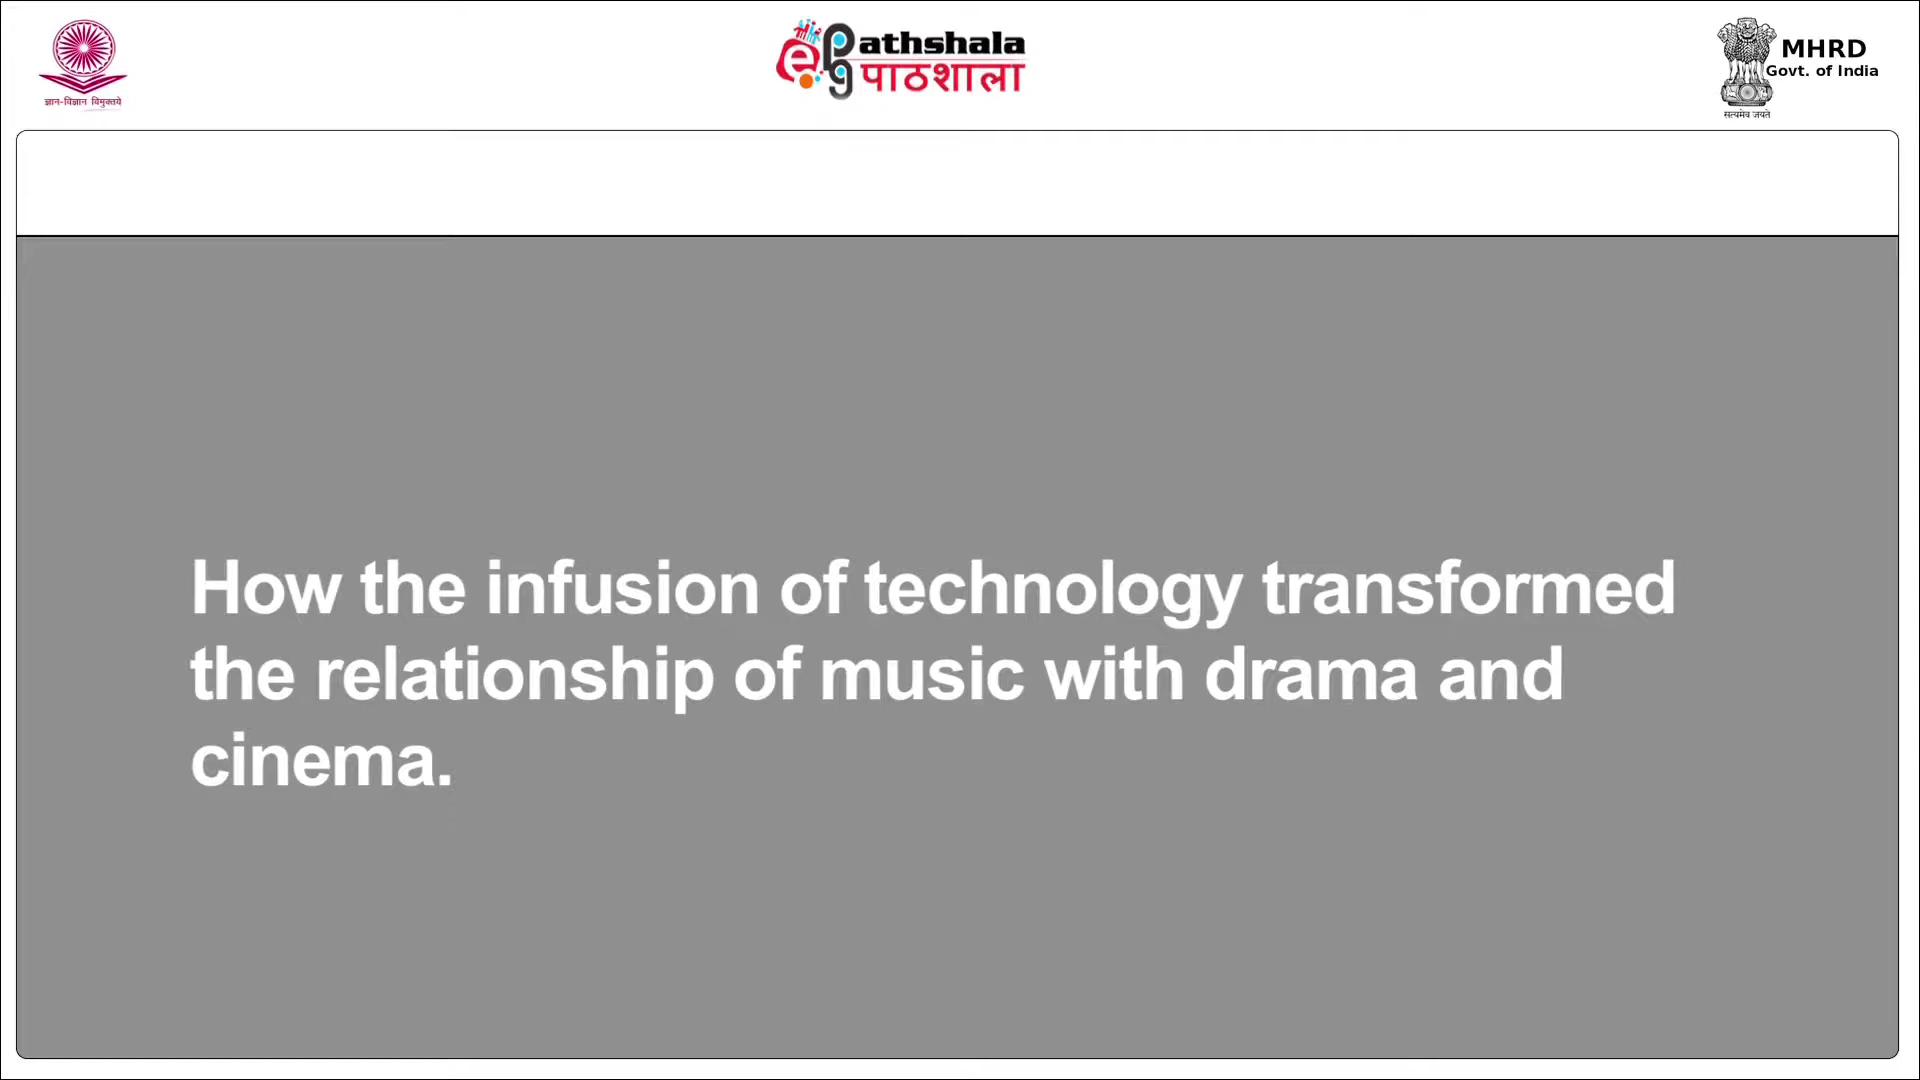 ज्ञान-विज्ञान विमुक्तये
e pg athshala
पाठशाला
MHRD
Govt. of India
सत्यमेव जयते
How the infusion of technology transformed
the relationship of music with drama and
cinema.